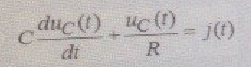 C du_C(t)/dt + u_C(t)/R = j(t)